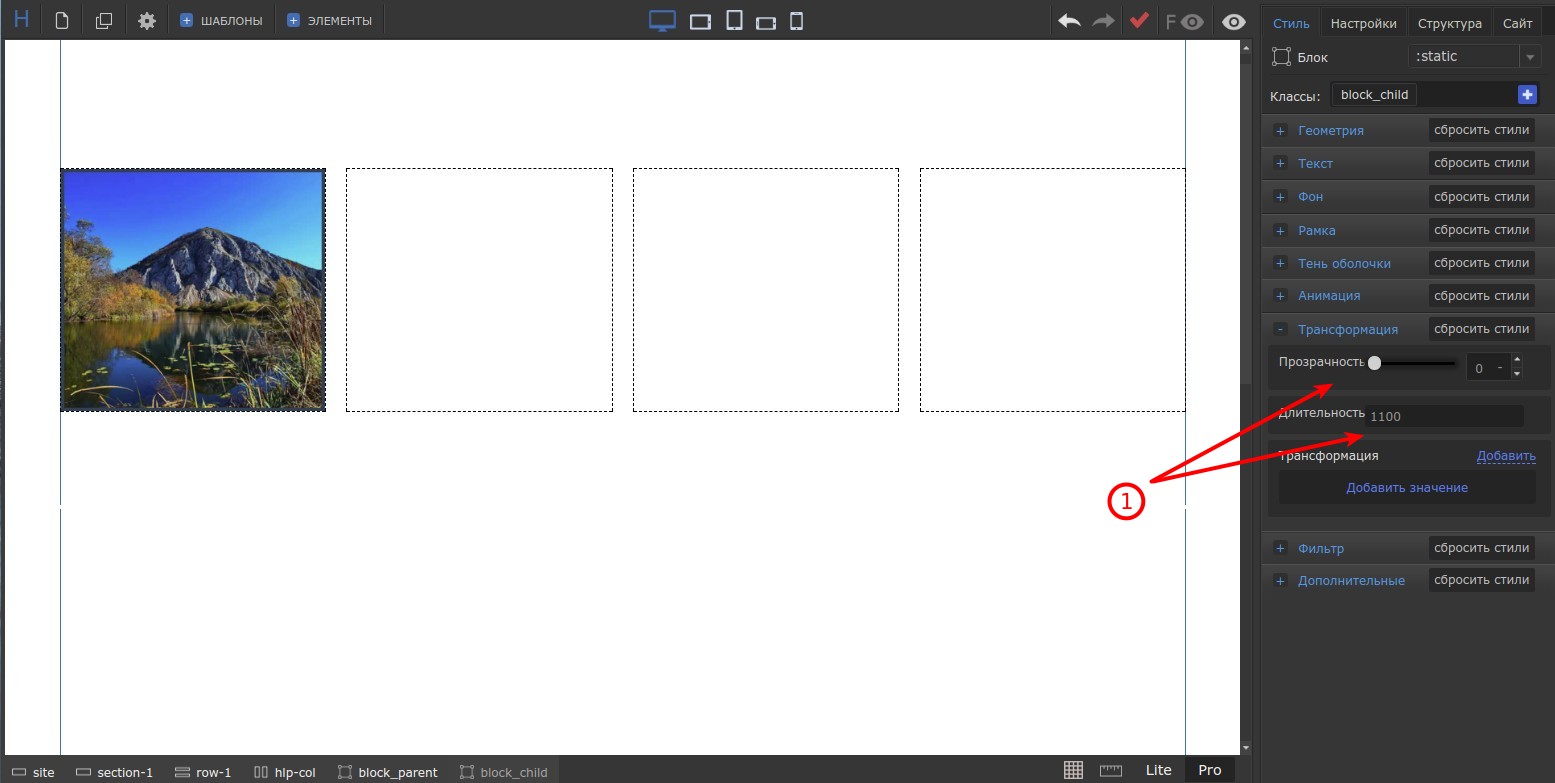 H
ШАБЛОНЫ
ЭЛЕМЕНТЫ
F
Стиль Настройки Структура Сайт
Блок :static
Классы: block_child
Геометрия сбросить стили
Текст сбросить стили
Фон сбросить стили
Рамка сбросить стили
Тень оболочки сбросить стили
Анимация сбросить стили
Трансформация сбросить стили
Прозрачность 0 -
Длительность 1100
Трансформация Добавить
Добавить значение
1
Фильтр сбросить стили
Дополнительные сбросить стили
site section-1 row-1 hlp-col block_parent block_child Lite Pro